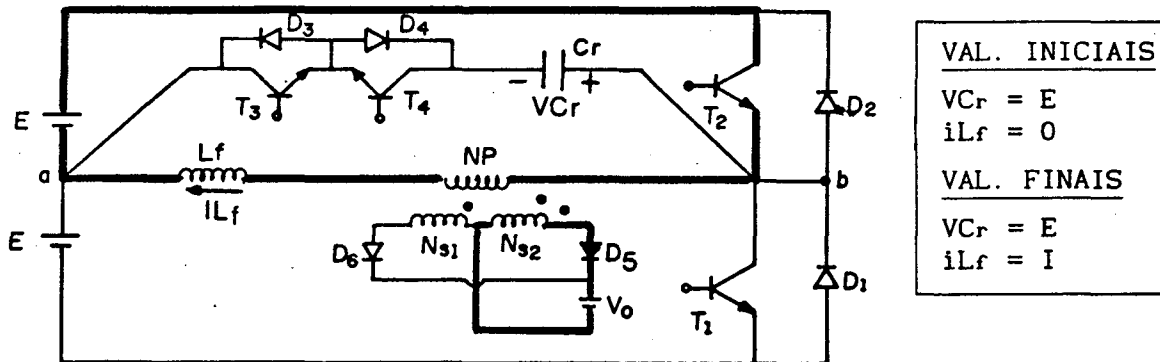 D3
D4
Cr
-
+
T3
T4
VCr
T2
D2
E
Lf
NP
a
b
ILf
E
D6
NS1
NS2
D5
Vo
T1
D1
VAL. INICIAIS
VCr = E
iLf = 0
VAL. FINAIS
VCr = E
iLf = I